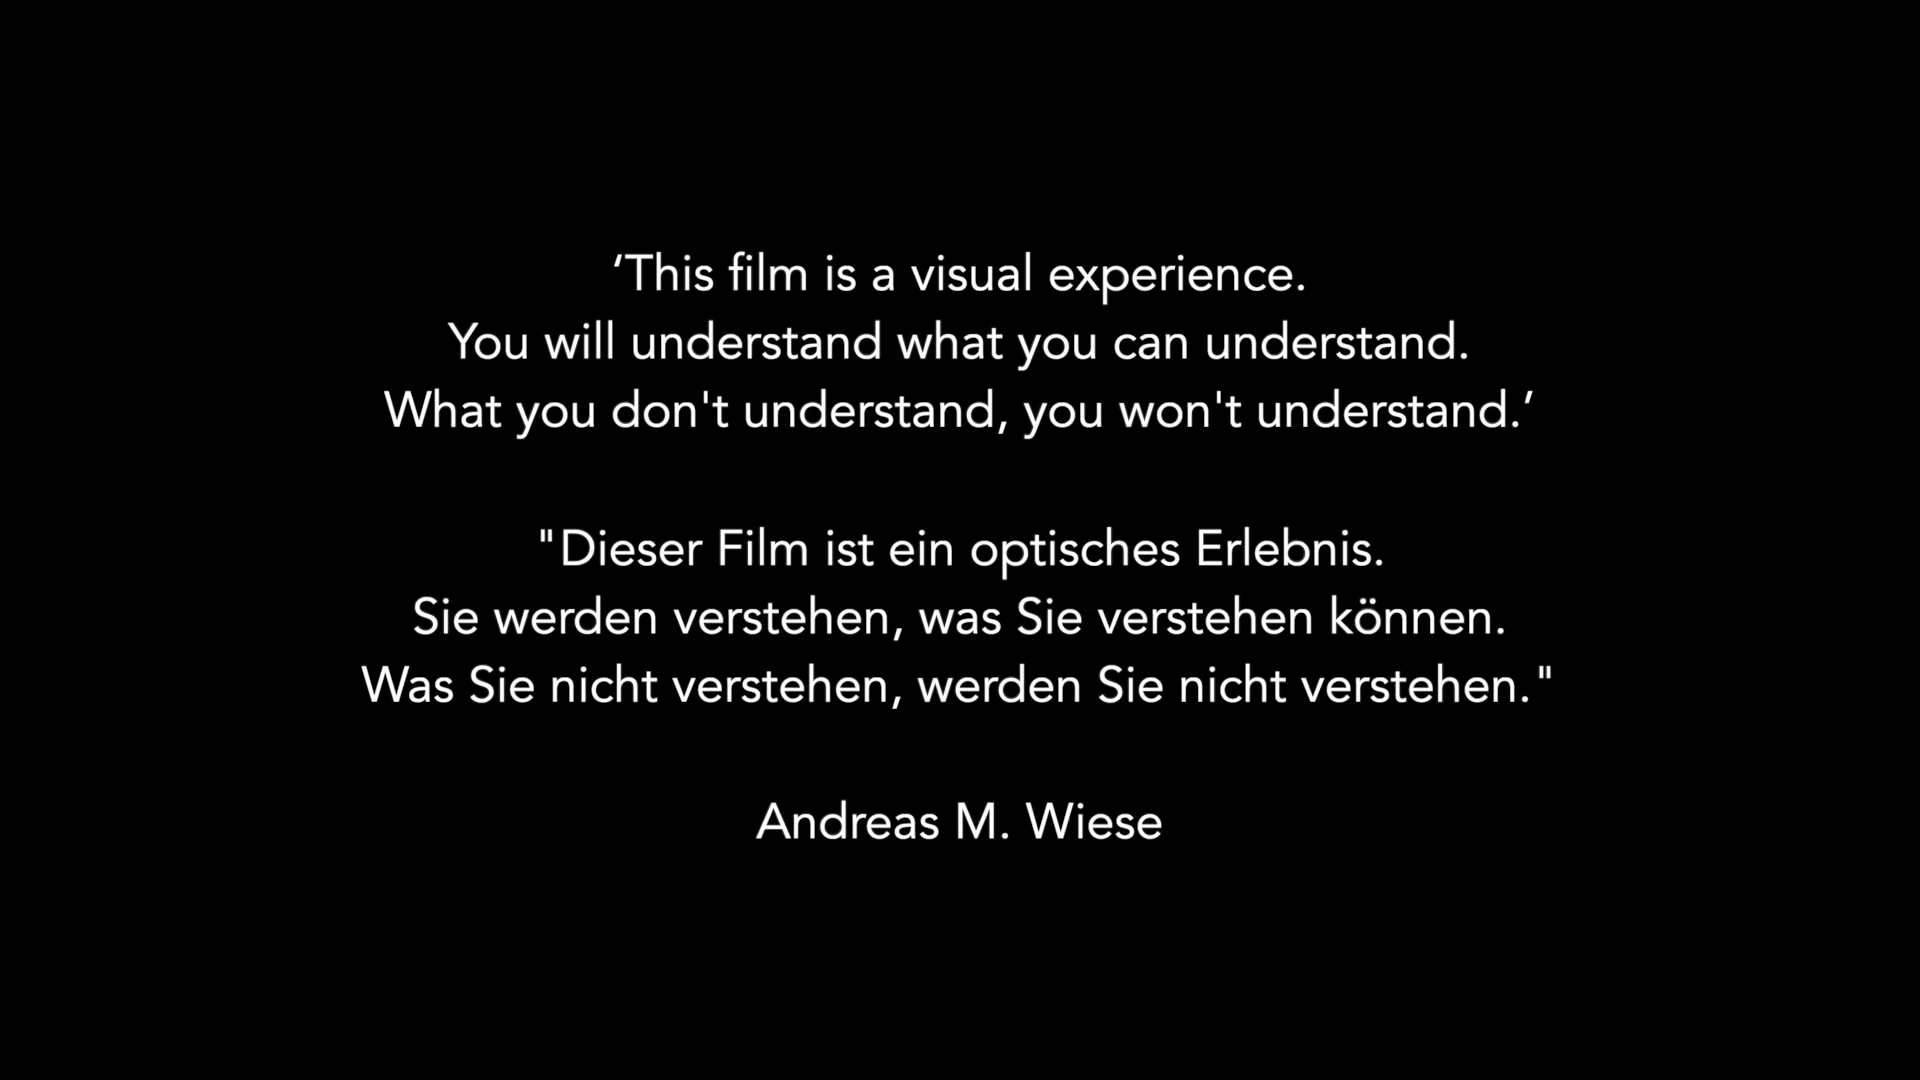 ‘This film is a visual experience.
You will understand what you can understand.
What you don't understand, you won't understand.’
"Dieser Film ist ein optisches Erlebnis.
Sie werden verstehen, was Sie verstehen können.
Was Sie nicht verstehen, werden Sie nicht verstehen."
Andreas M. Wiese